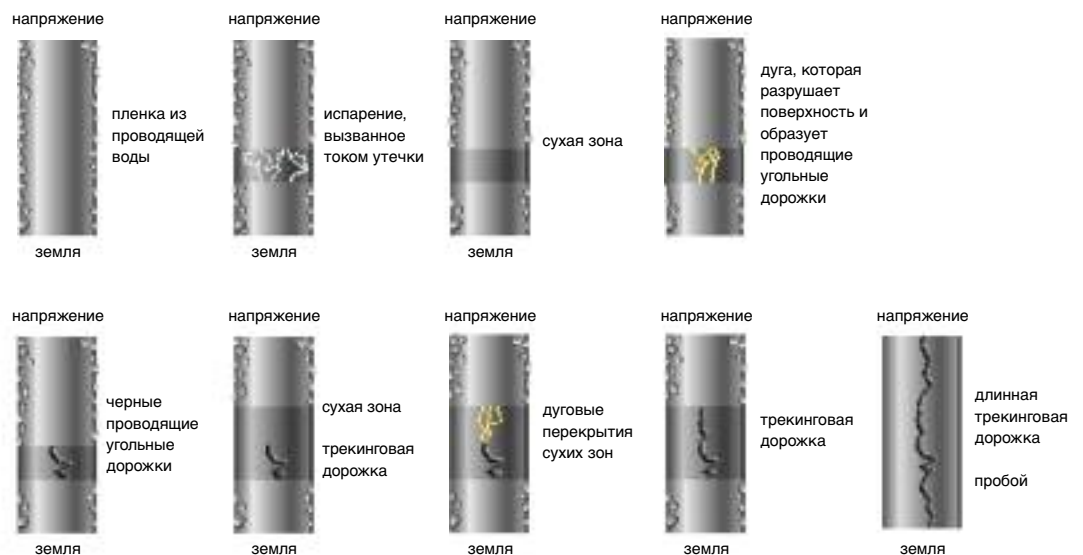 напряжение
пленка из
проводящей
воды
земля
напряжение
испарение,
вызванное
током утечки
земля
напряжение
сухая зона
земля
напряжение
дуга, которая
разрушает
поверхность и
образует
проводящие
угольные
дорожки
напряжение
черные
проводящие
угольные
дорожки
земля
напряжение
сухая зона
трекинговая
дорожка
земля
напряжение
дуговые
перекрытия
сухих зон
земля
напряжение
трекинговая
дорожка
земля
напряжение
длинная
трекинговая
дорожка
пробой
земля